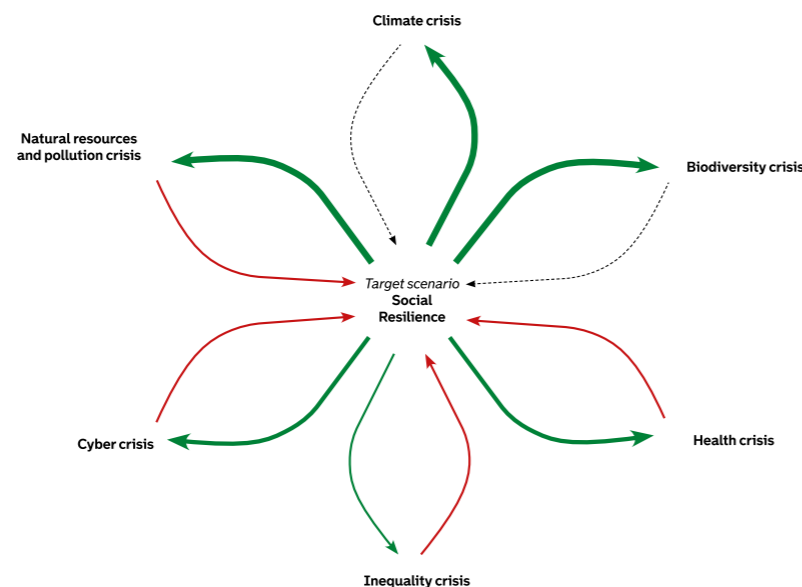 Climate crisis
Natural resources
and pollution crisis
Biodiversity crisis
Target scenario
Social
Resilience
Cyber crisis
Health crisis
Inequality crisis